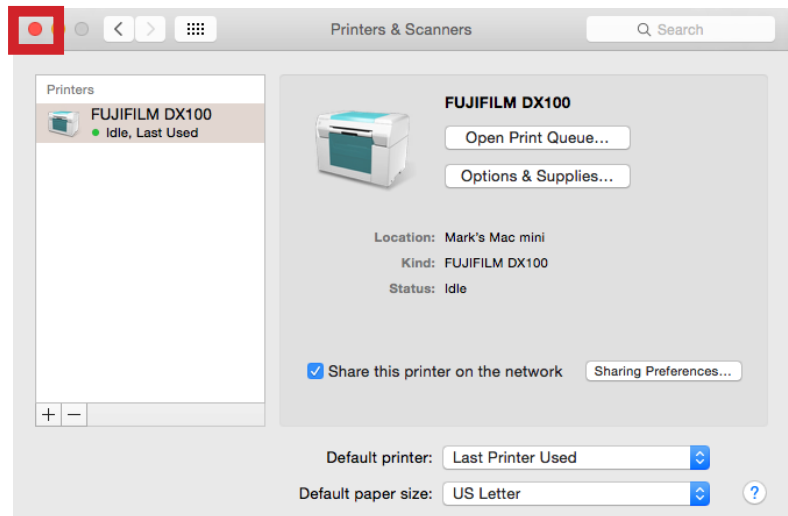 Printers & Scanners
Search
Printers
FUJIFILM DX100
Idle, Last Used
FUJIFILM DX100
Open Print Queue...
Options & Supplies...
Location: Mark's Mac mini
Kind: FUJIFILM DX100
Status: Idle
Share this printer on the network
Sharing Preferences...
+ −
Default printer: Last Printer Used
Default paper size: US Letter
?